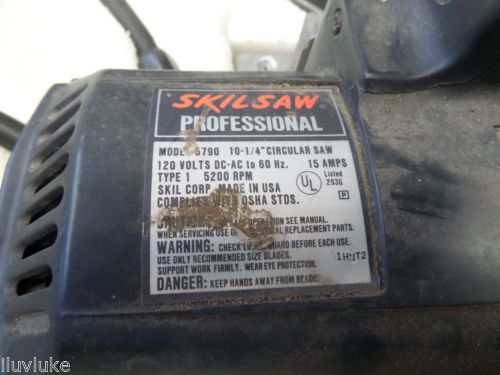 SKILSAW
PROFESSIONAL
MODEL 5790 10-1/4" CIRCULAR SAW
120 VOLTS DC-AC to 60 Hz. 15 AMPS
TYPE 1 5200 RPM
SKIL CORP. MADE IN USA
COMPLIES WITH OSHA STDS.
UL
Listed
293G
P
OPERATION SEE MANUAL.
WHEN SERVICING USE REPLACEMENT PARTS.
WARNING: CHECK GUARD BEFORE EACH USE.
USE ONLY RECOMMENDED SIZE BLADES.
SUPPORT WORK FIRMLY. WEAR EYE PROTECTION.
DANGER: KEEP HANDS AWAY FROM BLADE.
iluvluke